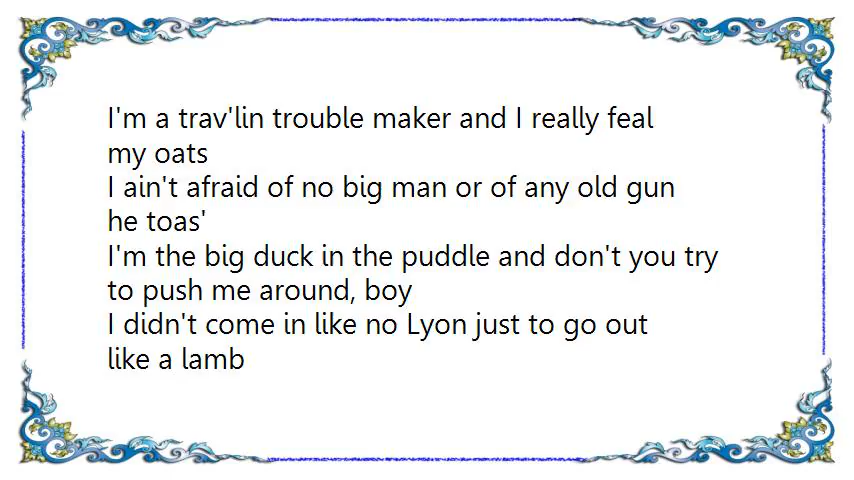 I'm a trav'lin trouble maker and I really feal
my oats
I ain't afraid of no big man or of any old gun
he toas'
I'm the big duck in the puddle and don't you try
to push me around, boy
I didn't come in like no Lyon just to go out
like a lamb